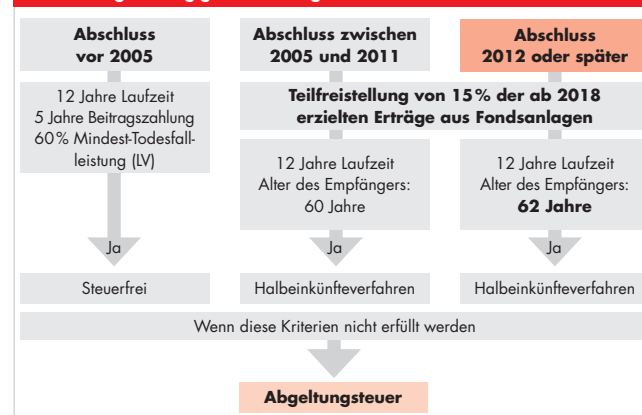 Abschluss
vor 2005
Abschluss zwischen
2005 und 2011
Abschluss
2012 oder später
12 Jahre Laufzeit
5 Jahre Beitragszahlung
60% Mindest-Todesfall-
leistung (LV)
Teilfreistellung von 15% der ab 2018
erzielten Erträge aus Fondsanlagen
12 Jahre Laufzeit
Alter des Empfängers:
60 Jahre
12 Jahre Laufzeit
Alter des Empfängers:
62 Jahre
Ja
Ja
Ja
Steuerfrei
Halbeinkünfteverfahren
Halbeinkünfteverfahren
Wenn diese Kriterien nicht erfüllt werden
Abgeltungsteuer